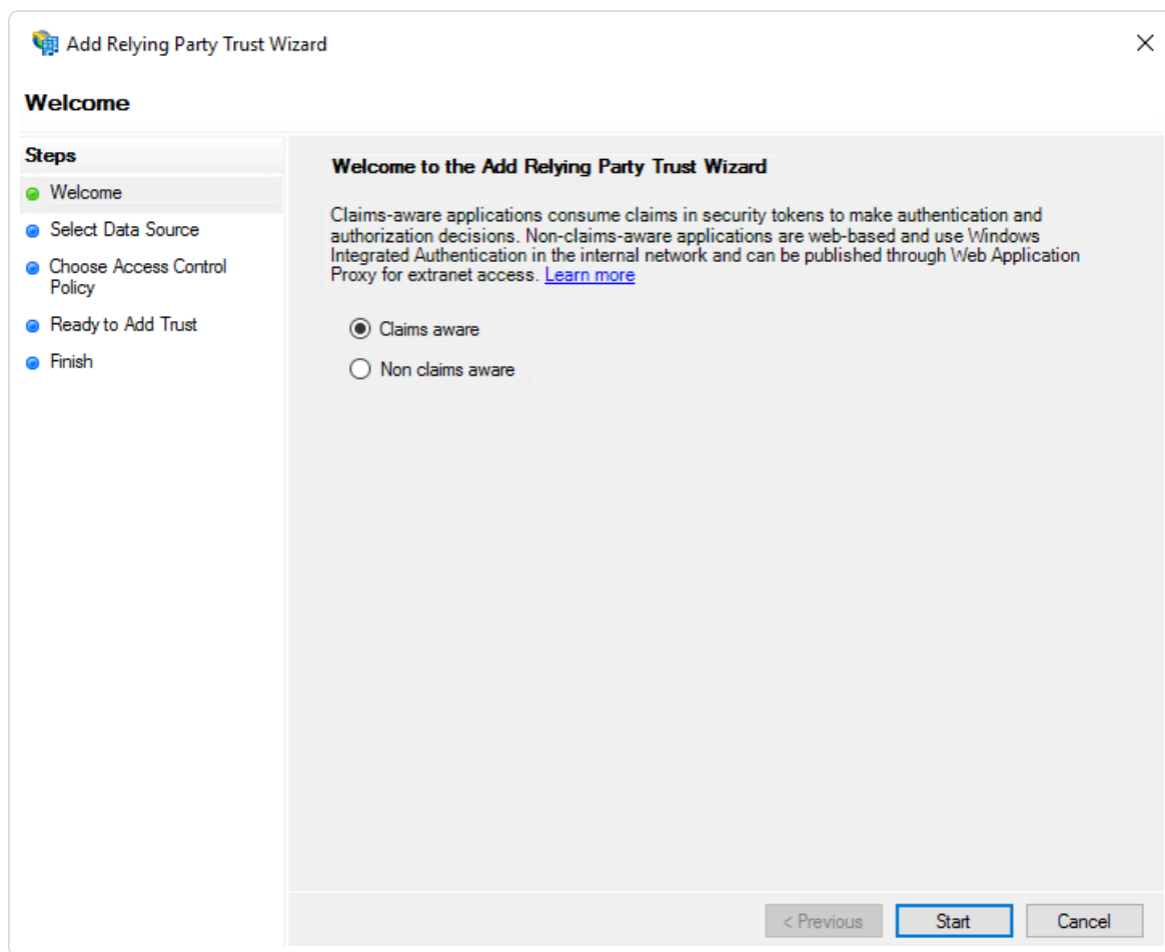 Add Relying Party Trust Wizard
Welcome
Steps
Welcome
Select Data Source
Choose Access Control
Policy
Ready to Add Trust
Finish
Welcome to the Add Relying Party Trust Wizard
Claims-aware applications consume claims in security tokens to make authentication and
authorization decisions. Non-claims-aware applications are web-based and use Windows
Integrated Authentication in the internal network and can be published through Web Application
Proxy for extranet access. Learn more
Claims aware
Non claims aware
< Previous
Start
Cancel